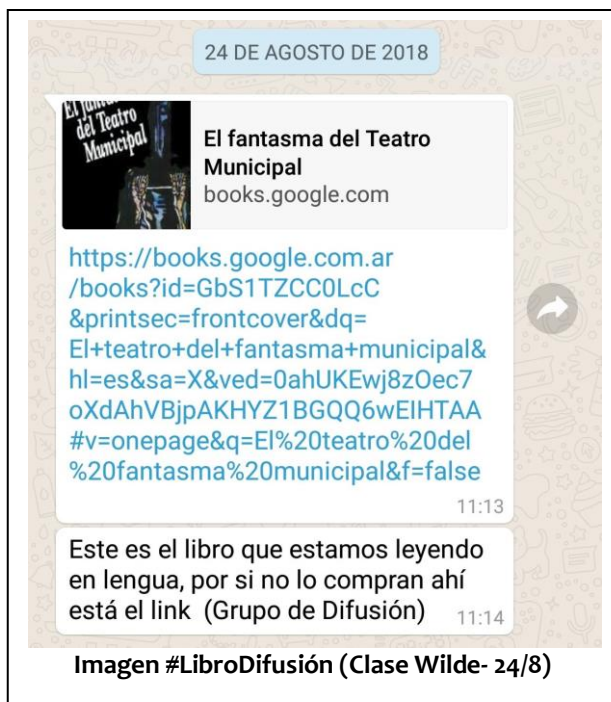 24 DE AGOSTO DE 2018
del Teatro
Municipal
El fantasma del Teatro
Municipal
books.google.com
https://books.google.com.ar
/books?id=GbS1TZCC0LcC
&printsec=frontcover&dq=
El+teatro+del+fantasma+municipal&
hl=es&sa=X&ved=0ahUKEwj8zOec7
oXdAhVBjpAKHYZ1BGQQ6wEIHTAA
#v=onepage&q=El%20teatro%20del
%20fantasma%20municipal&f=false
11:13
Este es el libro que estamos leyendo
en lengua, por si no lo compran ahí
está el link (Grupo de Difusión) 11:14
Imagen #LibroDifusión (Clase Wilde- 24/8)